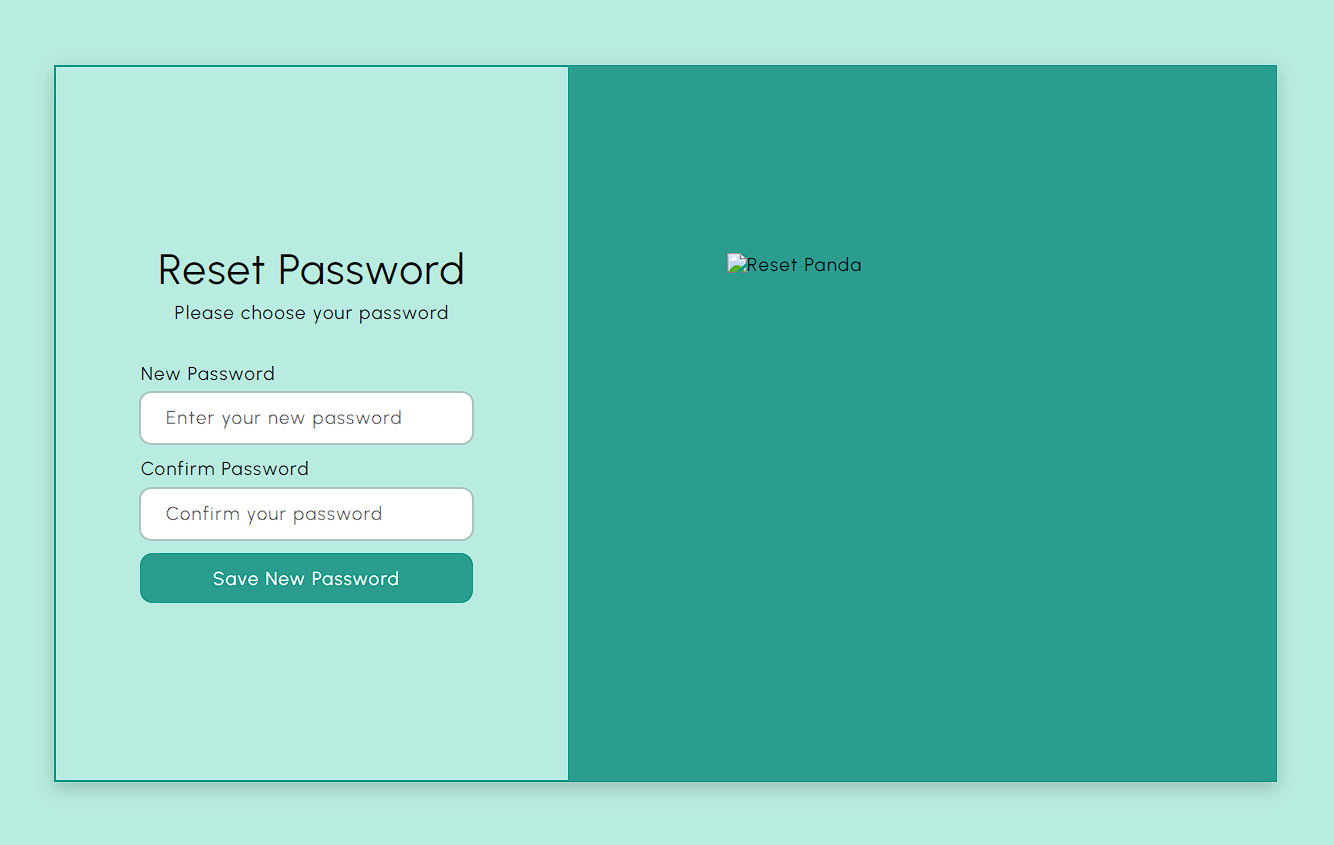 Reset Password
Please choose your password
New Password
Enter your new password
Confirm Password
Confirm your password
Save New Password
Reset Panda